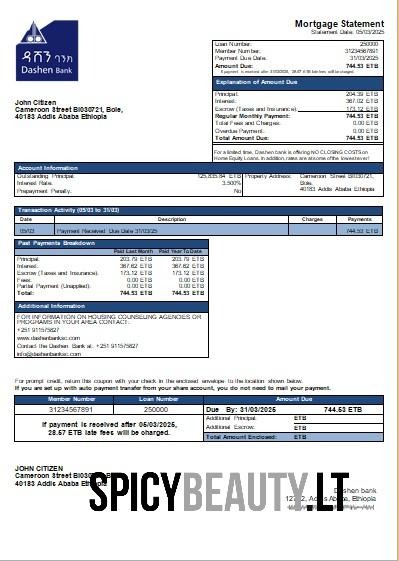 Mortgage Statement
Statement Date: 05/03/2025
ዳሸን ባንክ
Dashen Bank
Loan Number: 250000
Member Number: 31234567891
Payment Due Date: 31/03/2025
Amount Due: 744.53 ETB
If payment is received after 31/03/2025, 28.57 ETB late fee will be charged.
Explanation of Amount Due
Principal: 204.39 ETB
Interest: 367.02 ETB
Escrow (Taxes and Insurance): 173.12 ETB
Regular Monthly Payment: 744.53 ETB
Total Fees and Charges: 0.00 ETB
Overdue Payment: 0.00 ETB
Total Amount Due: 744.53 ETB
John Citizen
Cameroon Street BI030721, Bole,
40183 Addis Ababa Ethiopia
For a limited time, Dashen bank is offering NO CLOSING COSTS on
Home Equity Loans. In addition, rates are at some of the lowest ever!
Account Information
Outstanding Principal: 125,835.84 ETB
Interest Rate: 3.500%
Prepayment Penalty: No
Property Address: Cameroon Street BI030721,
Bole,
40183 Addis Ababa Ethiopia
Transaction Activity (05/03 to 31/03)
Date Description Charges Payments
05/03 Payment Received Due Date 31/03/25 744.53 ETB
Past Payments Breakdown
Paid Last Month Paid Year To Date
Principal: 203.79 ETB 203.79 ETB
Interest: 367.62 ETB 367.62 ETB
Escrow (Taxes and Insurance): 173.12 ETB 173.12 ETB
Fees: 0.00 ETB 0.00 ETB
Partial Payment (Unapplied): 0.00 ETB 0.00 ETB
Total: 744.53 ETB 744.53 ETB
Additional Information
FOR INFORMATION ON HOUSING COUNSELING AGENCIES OR
PROGRAMS IN YOUR AREA CONTACT:
+251 911575827
www.dashenbanksc.com
Contact the Dashen Bank at: +251 911575827
info@dashenbanksc.com
For prompt credit, return this coupon with your check in the enclosed envelope to the location shown below.
If you are set up with auto payment transfer from your share account, you do not need to mail your payment.
Member Number Loan Number Amount Due
31234567891 250000 Due By: 31/03/2025 744.53 ETB
If payment is received after 05/03/2025,
28.57 ETB late fees will be charged.
Additional Principal: ETB
Additional Escrow: ETB
Total Amount Enclosed: ETB
JOHN CITIZEN
Cameroon Street BI030721, B
40183 Addis Ababa Ethiopia
SPICYBEAUTY.LT
Dashen bank
Addis Ababa, Ethiopia